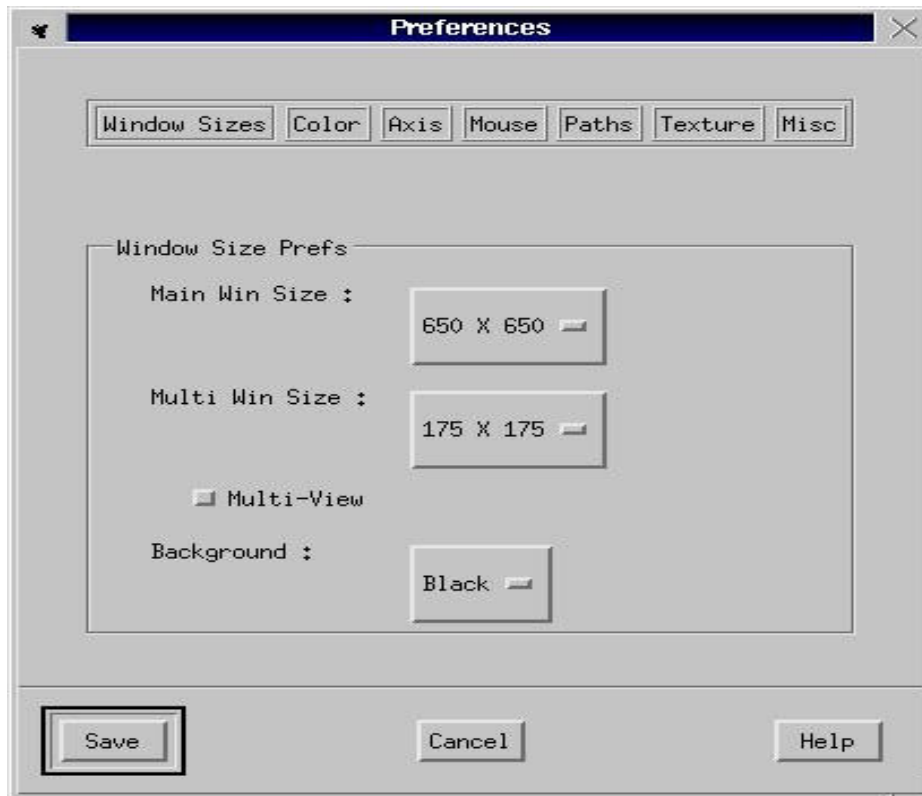 Preferences
Window Sizes Color Axis Mouse Paths Texture Misc
Window Size Prefs
Main Win Size :
650 X 650
Multi Win Size :
175 X 175
Multi-View
Background :
Black
Save Cancel Help